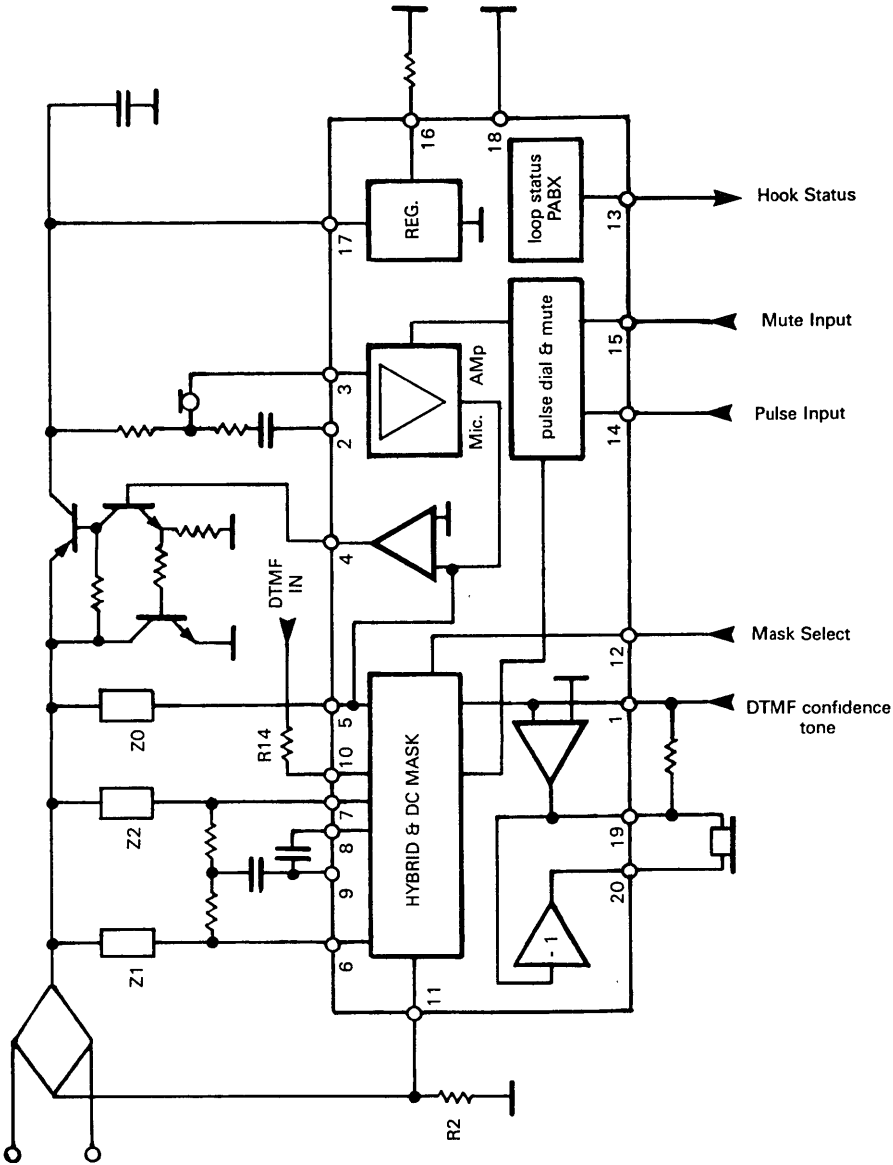 16
18
17
REG.
loop status
PABX
13
Hook Status
3
2
AMp
Mic.
pulse dial & mute
15
Mute Input
14
Pulse Input
4
DTMF
IN
12
Mask Select
Z0
R14
5
10
1
DTMF confidence
tone
Z2
7
8
9
HYBRID & DC MASK
19
20
Z1
6
- 1
11
R2